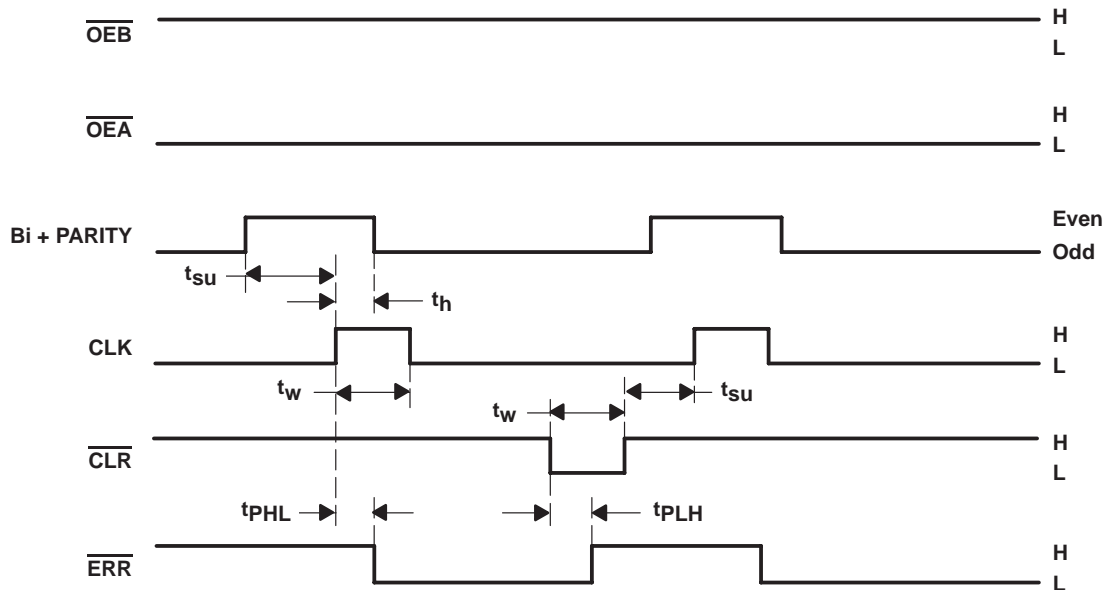 OEB
H
L
OEA
H
L
Bi + PARITY
Even
Odd
tsu
th
CLK
H
L
tw
tw
tsu
CLR
H
L
tPHL
tPLH
ERR
H
L